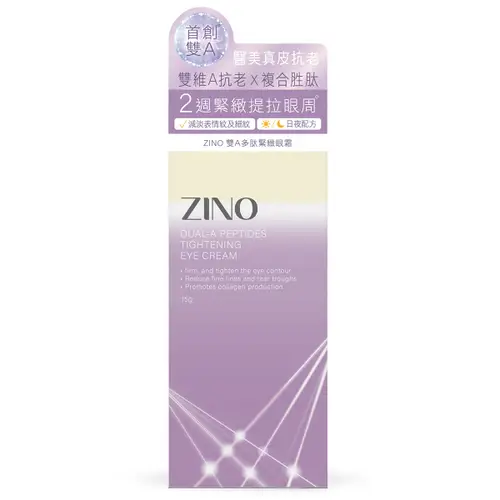 首創
雙A
醫美真皮抗老
雙維A抗老 x 複合胜肽
2週緊緻提拉眼周
✓ 減淡表情紋及細紋
日夜配方
ZINO 雙A多肽緊緻眼霜
ZINO
DUAL-A PEPTIDES
TIGHTENING
EYE CREAM
• Firm, and tighten the eye contour
• Reduce fine lines and tear troughs
• Promotes collagen production
15g